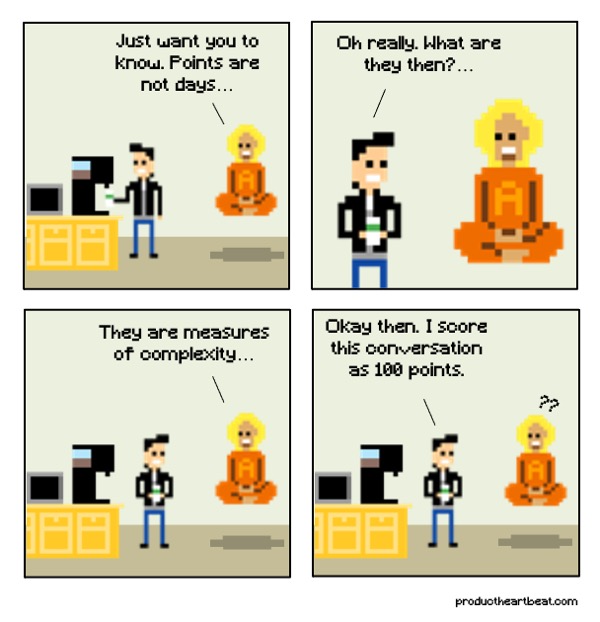 Just want you to
know. Points are
not days...
Oh really. What are
they then?...
They are measures
of complexity...
Okay then. I score
this conversation
as 100 points.
??
productheartbeat.com